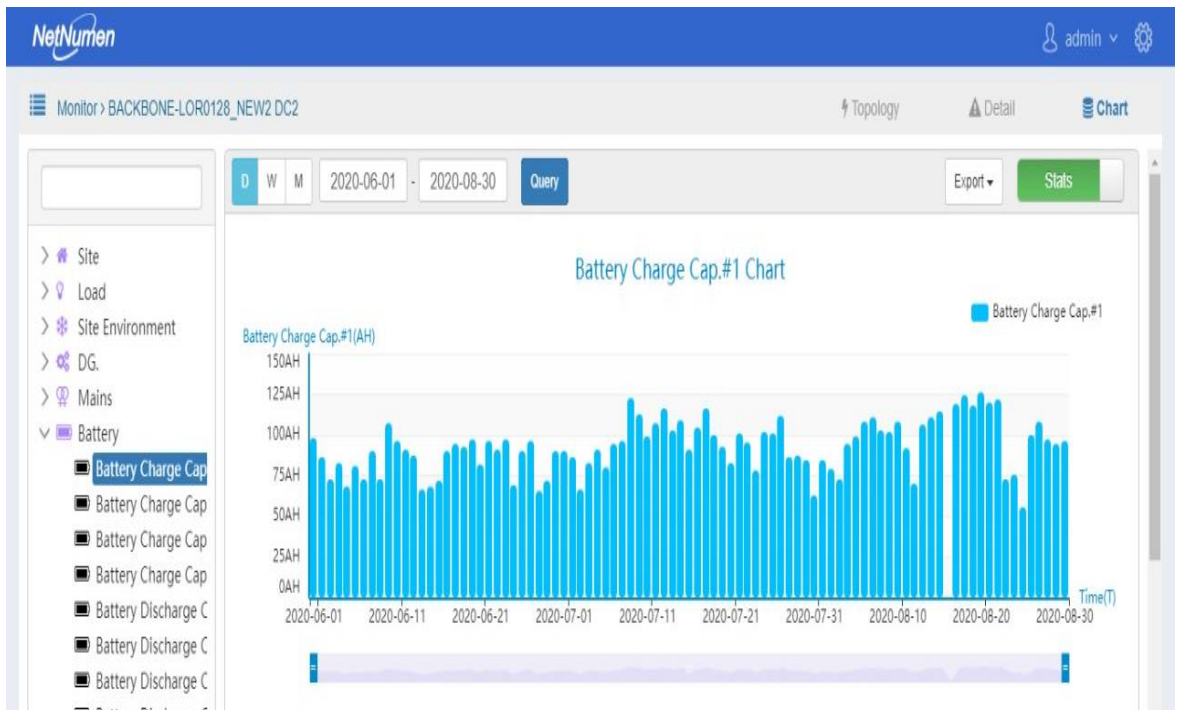 NetNumen
admin
Monitor > BACKBONE-LOR0128_NEW2 DC2
Topology
Detail
Chart
D W M 2020-06-01 - 2020-08-30 Query
Export
Stats
Site
Load
Site Environment
DG.
Mains
Battery
Battery Charge Cap
Battery Charge Cap
Battery Charge Cap
Battery Charge Cap
Battery Discharge C
Battery Discharge C
Battery Discharge C
Battery Charge Cap.#1 Chart
Battery Charge Cap.#1
Battery Charge Cap.#1(AH)
150AH
125AH
100AH
75AH
50AH
25AH
0AH
2020-06-01 2020-06-11 2020-06-21 2020-07-01 2020-07-11 2020-07-21 2020-07-31 2020-08-10 2020-08-20 2020-08-30
Time(T)